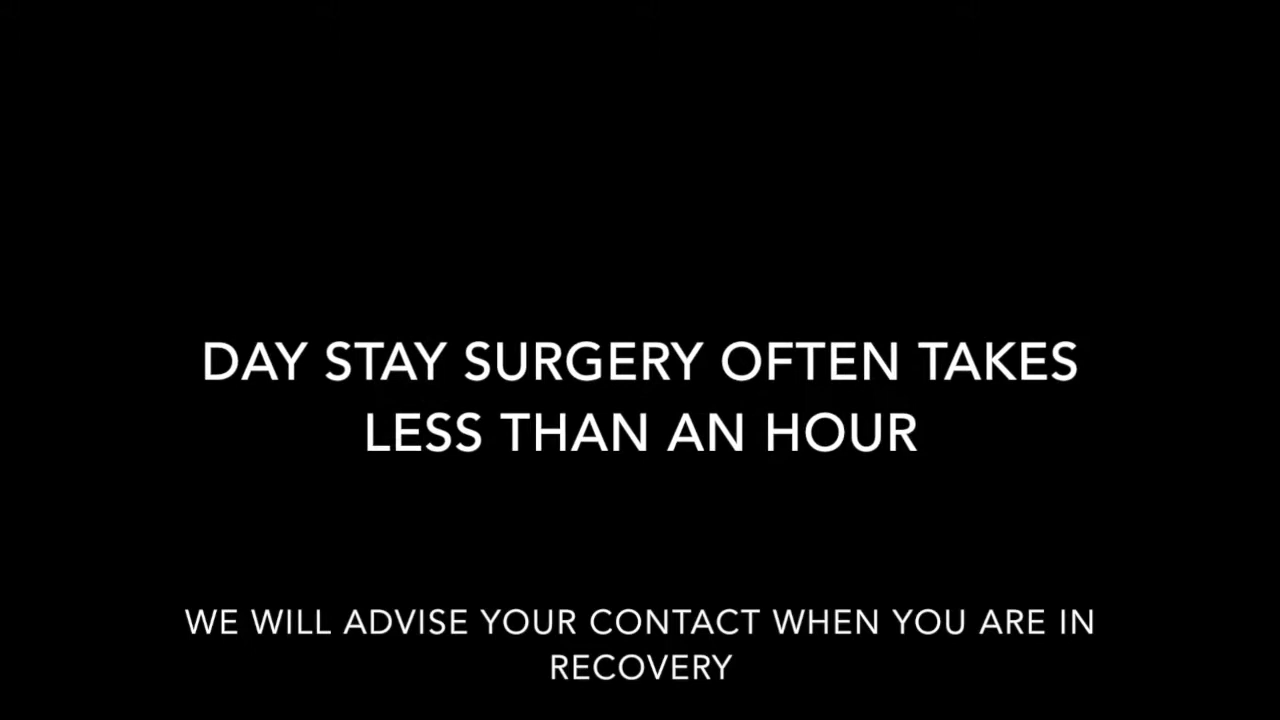 DAY STAY SURGERY OFTEN TAKES
LESS THAN AN HOUR
WE WILL ADVISE YOUR CONTACT WHEN YOU ARE IN
RECOVERY